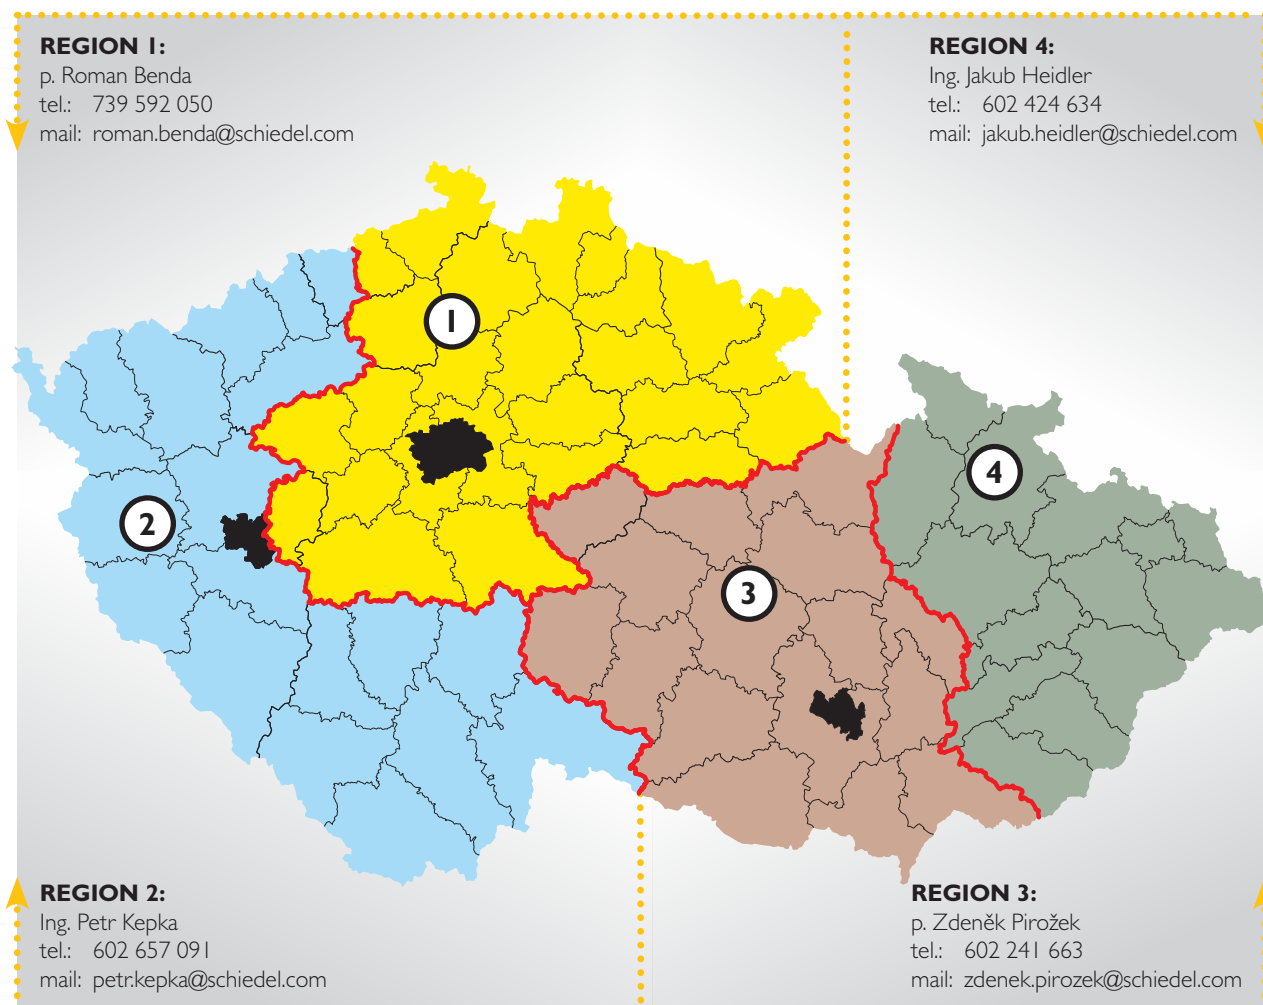 REGION 1:
p. Roman Benda
tel.: 739 592 050
mail: roman.benda@schiedel.com
REGION 4:
Ing. Jakub Heidler
tel.: 602 424 634
mail: jakub.heidler@schiedel.com
1
4
2
3
REGION 2:
Ing. Petr Kepka
tel.: 602 657 091
mail: petr.kepka@schiedel.com
REGION 3:
p. Zdeněk Pirožek
tel.: 602 241 663
mail: zdenek.pirozek@schiedel.com